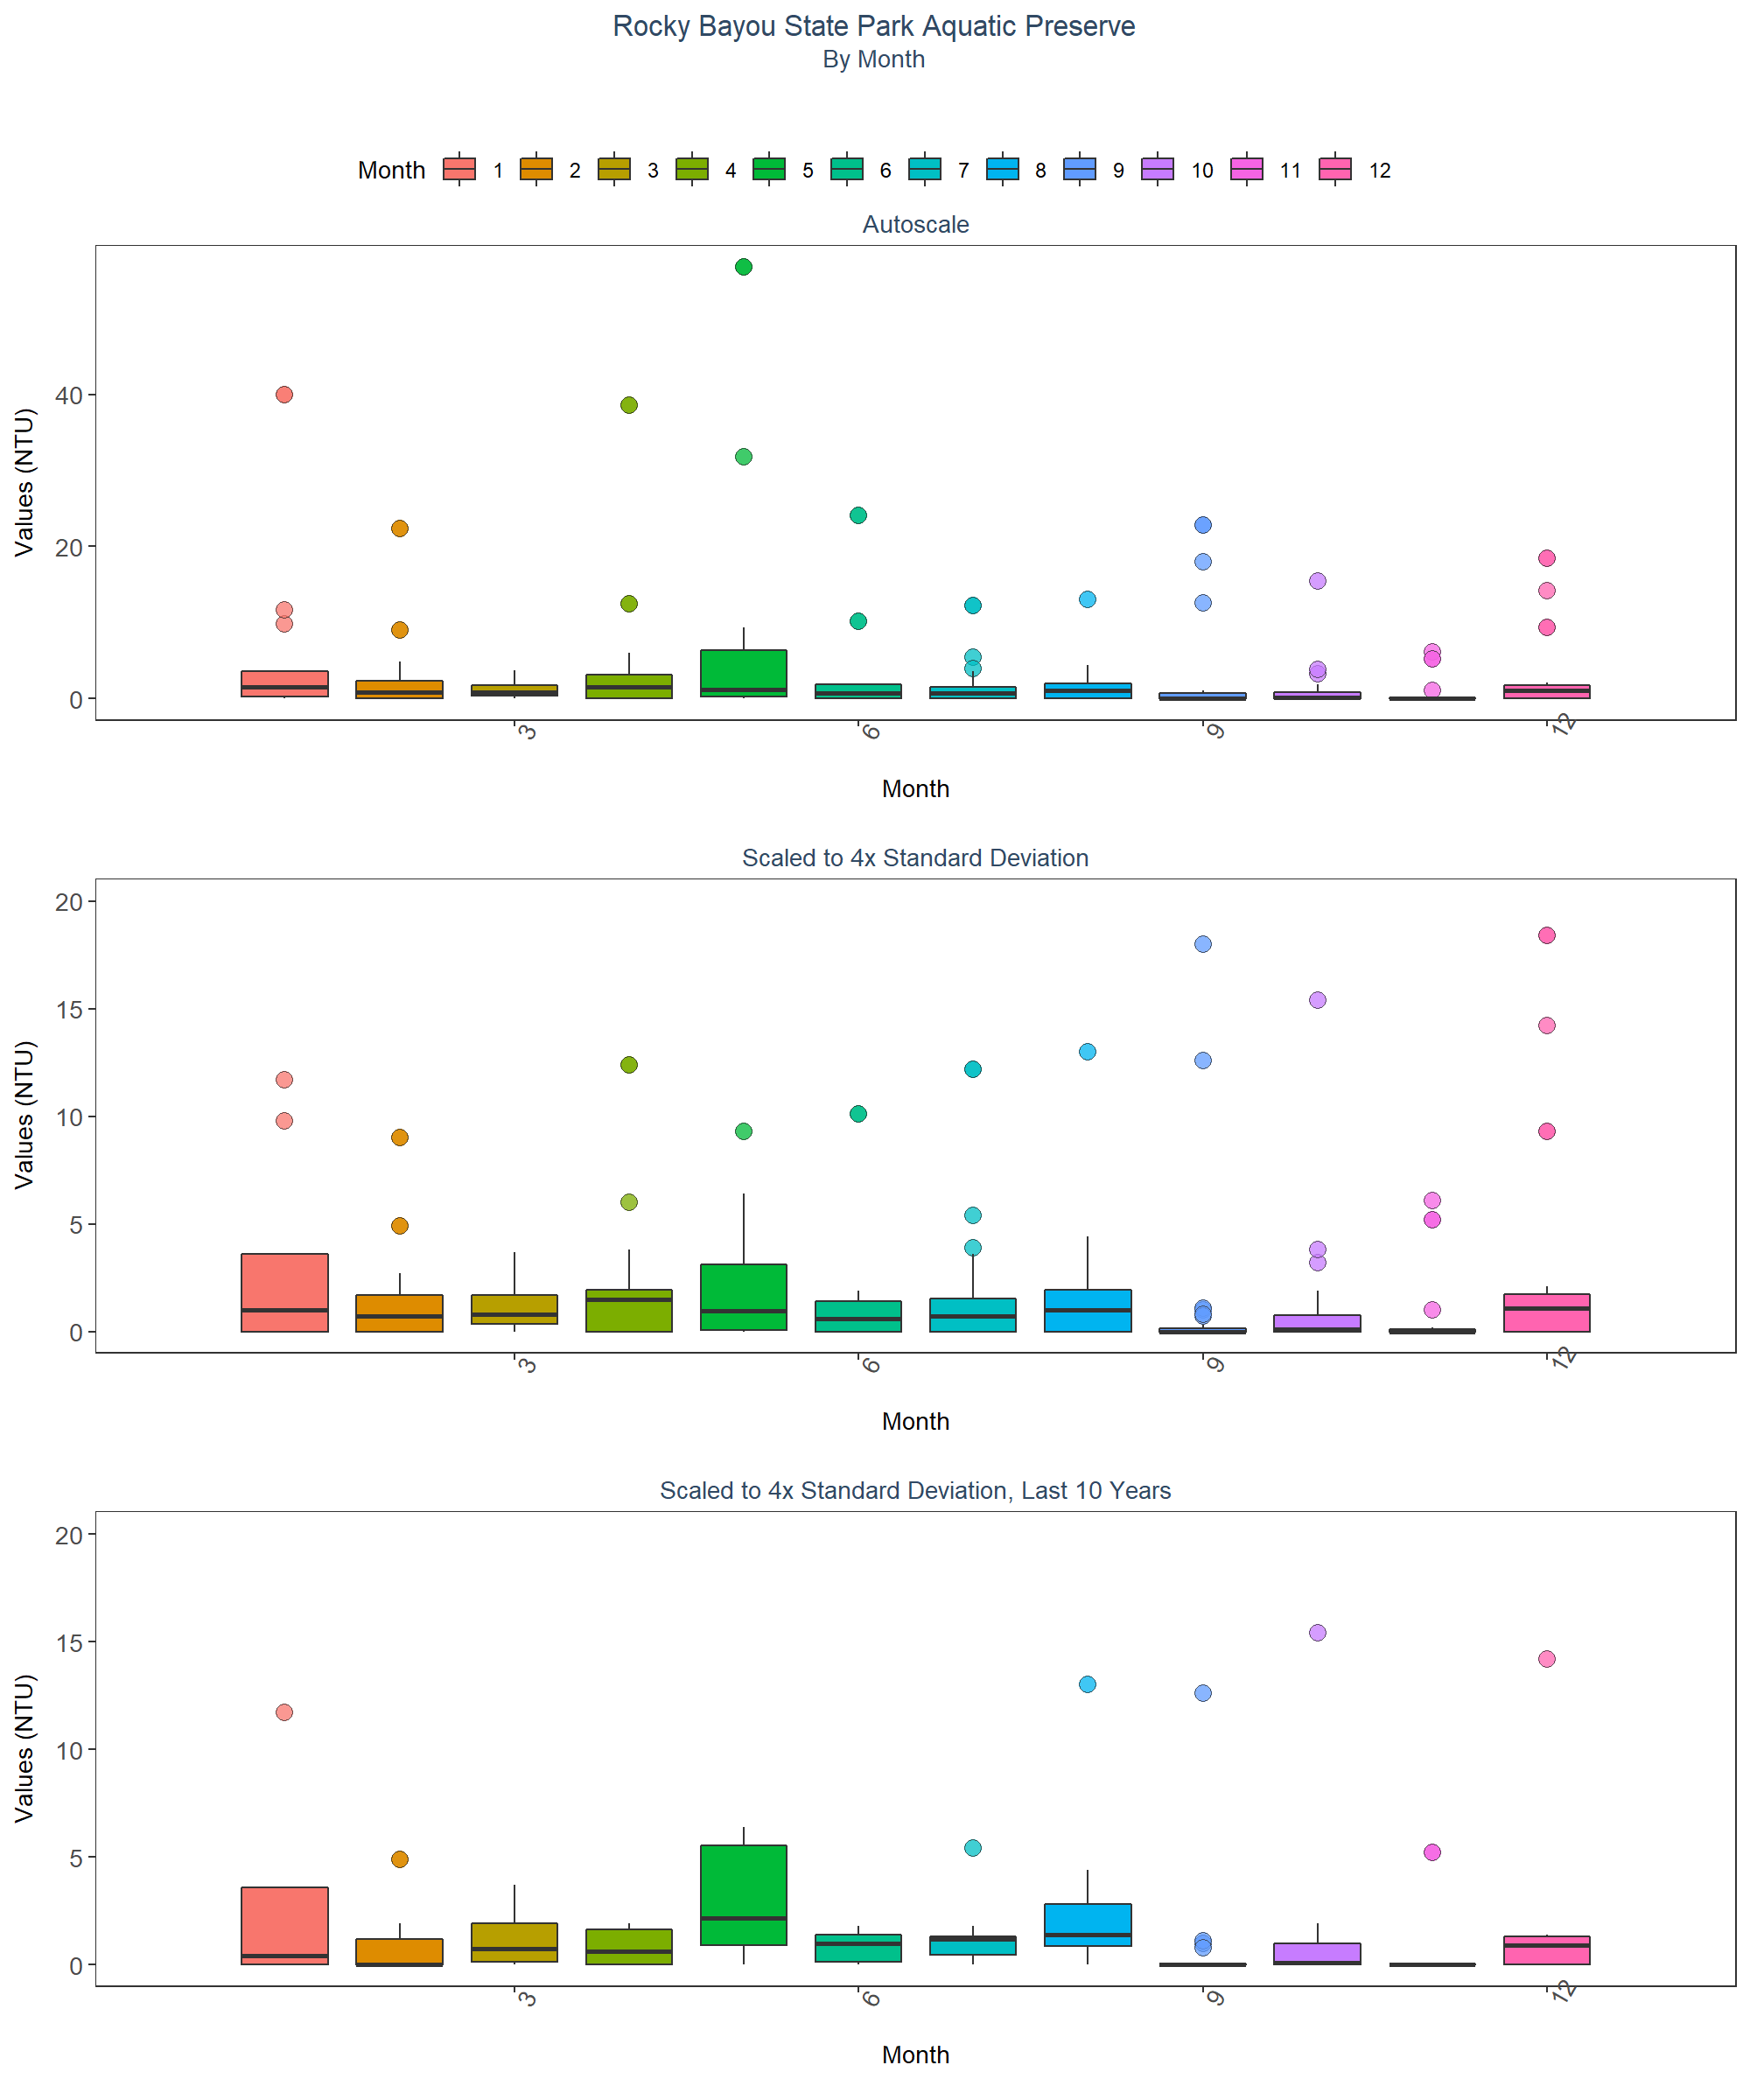 Rocky Bayou State Park Aquatic Preserve
By Month
Month 1 2 3 4 5 6 7 8 9 10 11 12
Autoscale
Values (NTU)
40
20
0
3 6 9 12
Month
Scaled to 4x Standard Deviation
Values (NTU)
20
15
10
5
0
3 6 9 12
Month
Scaled to 4x Standard Deviation, Last 10 Years
Values (NTU)
20
15
10
5
0
3 6 9 12
Month